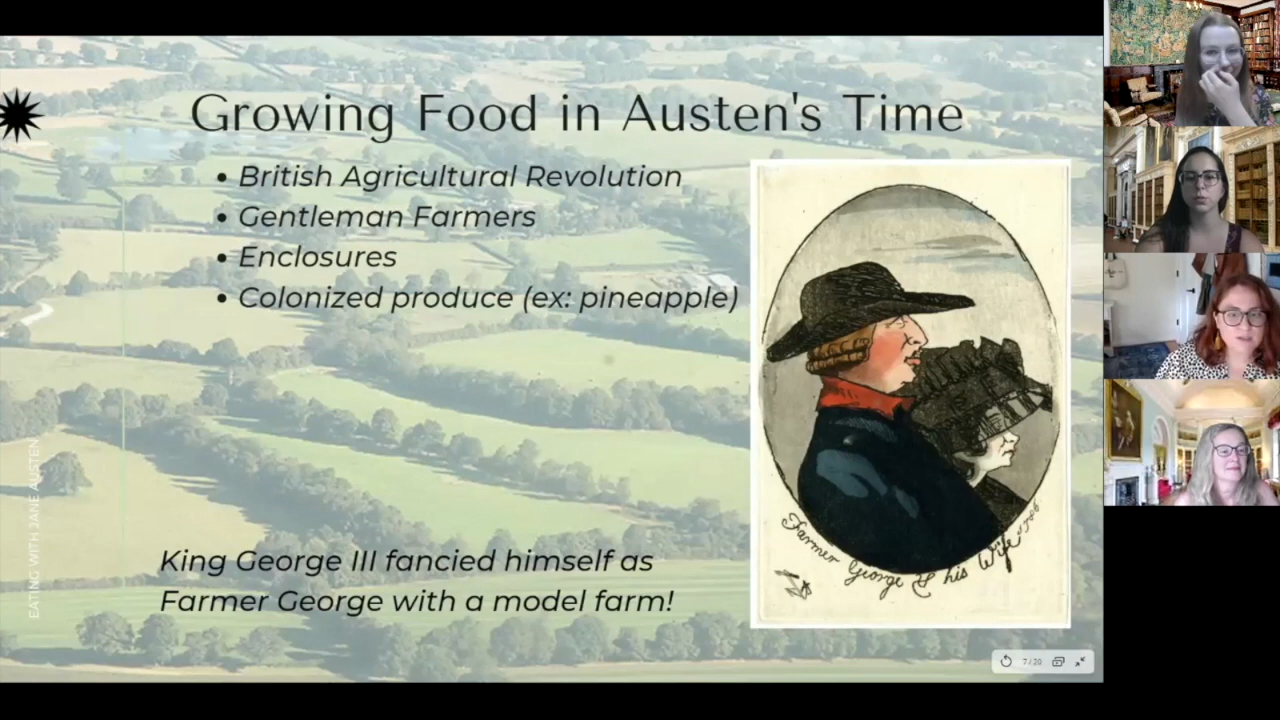 Growing Food in Austen's Time
• British Agricultural Revolution
• Gentleman Farmers
• Enclosures
• Colonized produce (ex: pineapple)
King George III fancied himself as
Farmer George with a model farm!
Farmer George & his Wife 1786
EATING WITH JANE AUSTEN
7/20